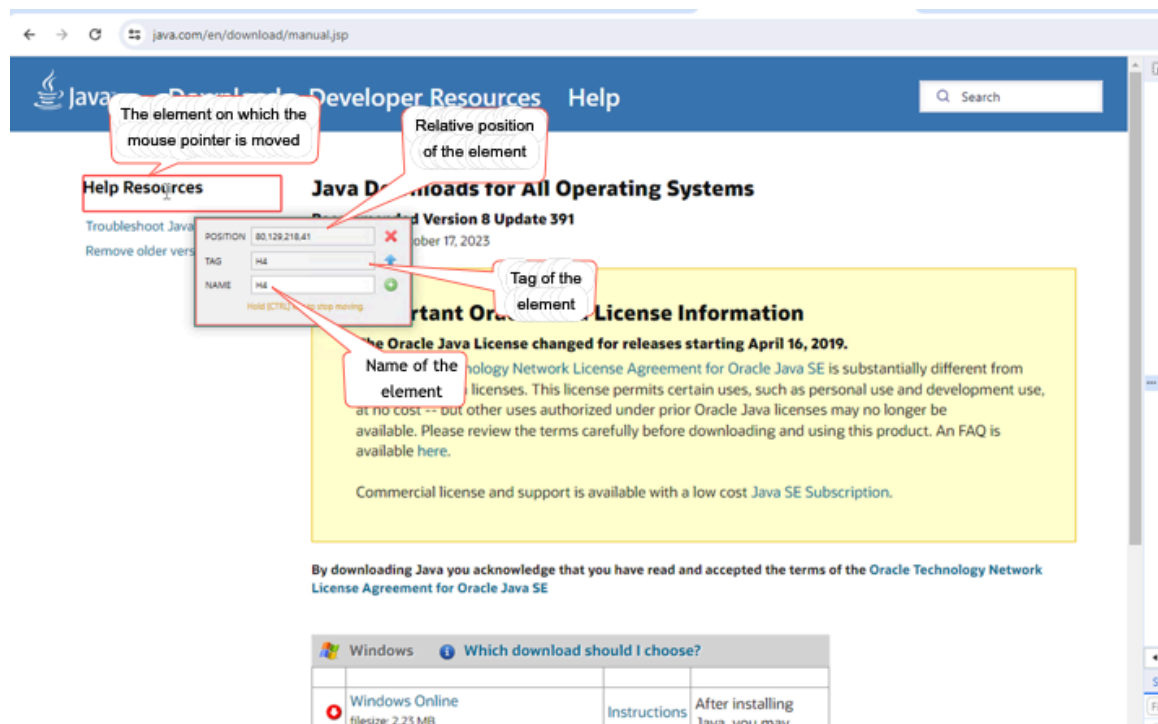 java.com/en/download/manual.jsp
Java
Developer Resources Help
Search
The element on which the
mouse pointer is moved
Relative position
of the element
Help Resources
Java Downloads for All Operating Systems
Version 8 Update 391
Troubleshoot Java
POSITION 80,129,218,41
ober 17, 2023
Remove older vers
TAG H4
Tag of the
element
NAME H4
Hold [CTRL] to stop moving.
rtant Ora License Information
The Oracle Java License changed for releases starting April 16, 2019.
Name of the
element
nology Network License Agreement for Oracle Java SE is substantially different from
licenses. This license permits certain uses, such as personal use and development use,
at no cost -- but other uses authorized under prior Oracle Java licenses may no longer be
available. Please review the terms carefully before downloading and using this product. An FAQ is
available here.
Commercial license and support is available with a low cost Java SE Subscription.
By downloading Java you acknowledge that you have read and accepted the terms of the Oracle Technology Network
License Agreement for Oracle Java SE
Windows Which download should I choose?
Windows Online
filesize: 2.23 MB
Instructions
After installing
Java, you may